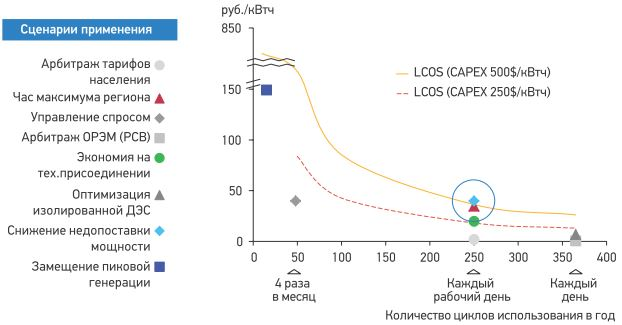 руб./кВтч
Сценарии применения
Арбитраж тарифов
населения
Час максимума региона
Управление спросом
Арбитраж ОРЭМ (РСВ)
Экономия на
тех.присоединении
Оптимизация
изолированной ДЭС
Снижение недопоставки
мощности
Замещение пиковой
генерации
850
150
100
50
0
LCOS (CAPEX 500$/кВтч)
LCOS (CAPEX 250$/кВтч)
0 50 100 150 200 250 300 350 400
4 раза
в месяц
Каждый
рабочий день
Каждый
день
Количество циклов использования в год